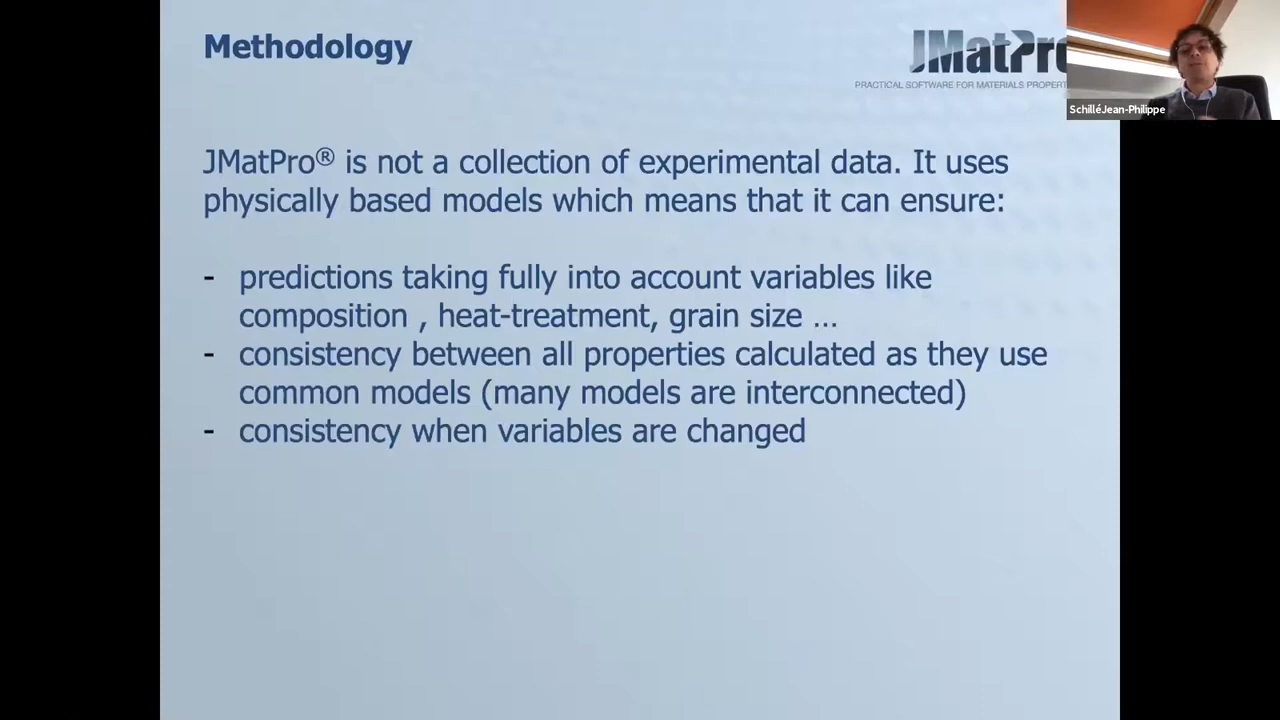 Methodology
JMatPro
PRACTICAL SOFTWARE FOR MATERIALS
SchilléJean-Philippe
JMatPro® is not a collection of experimental data. It uses
physically based models which means that it can ensure:
- predictions taking fully into account variables like
composition , heat-treatment, grain size ...
- consistency between all properties calculated as they use
common models (many models are interconnected)
- consistency when variables are changed